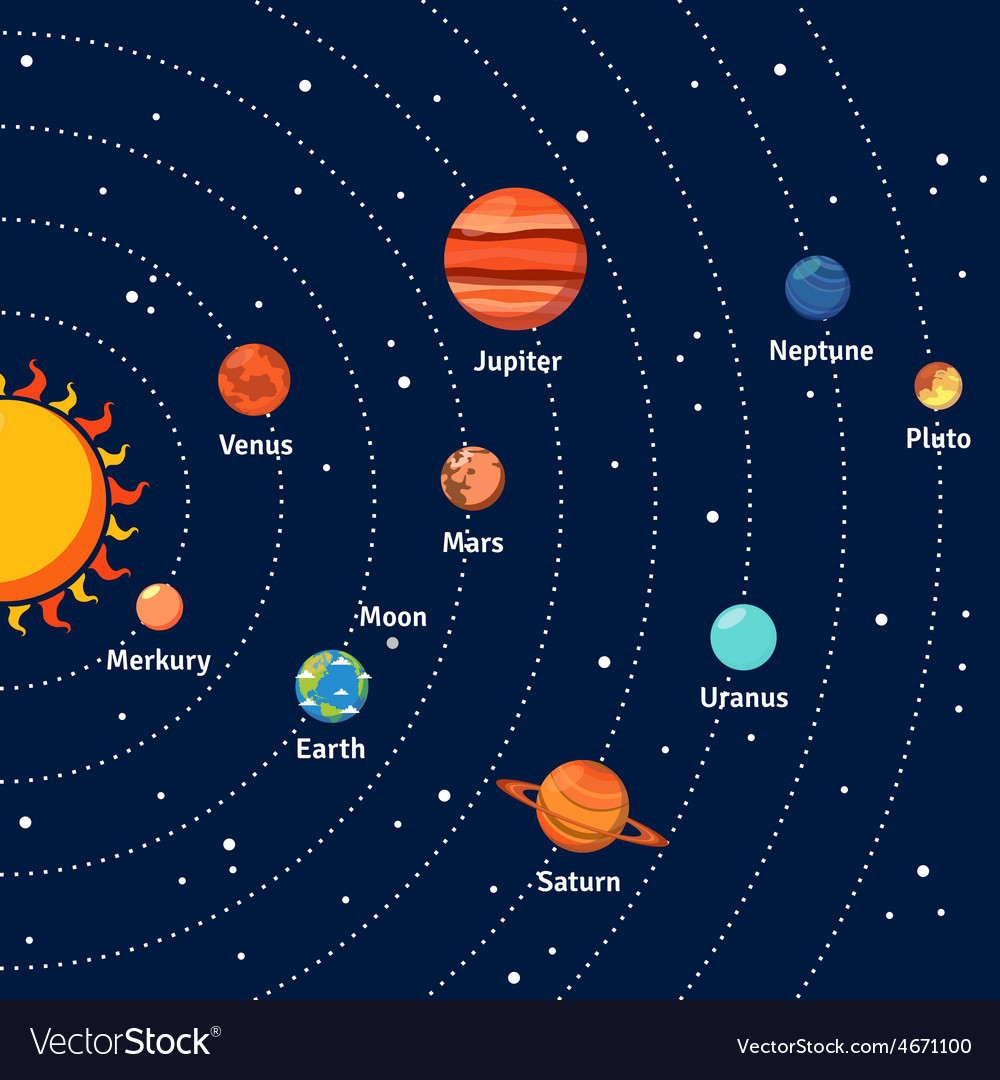 Jupiter
Neptune
Venus
Pluto
Mars
Moon
Merkury
Uranus
Earth
Saturn
VectorStock®
VectorStock.com/4671100